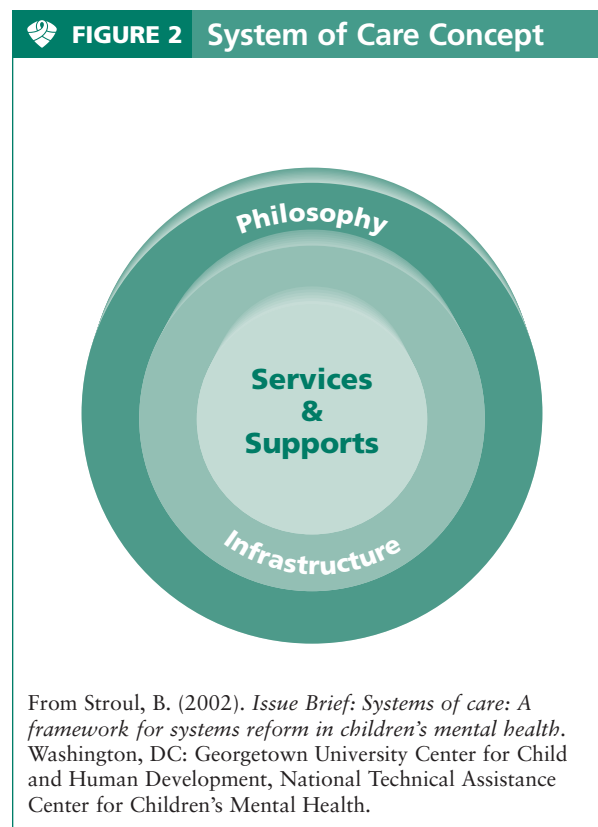 FIGURE 2 System of Care Concept
Philosophy
Services
&
Supports
Infrastructure
From Stroul, B. (2002). Issue Brief: Systems of care: A
framework for systems reform in children’s mental health.
Washington, DC: Georgetown University Center for Child
and Human Development, National Technical Assistance
Center for Children’s Mental Health.